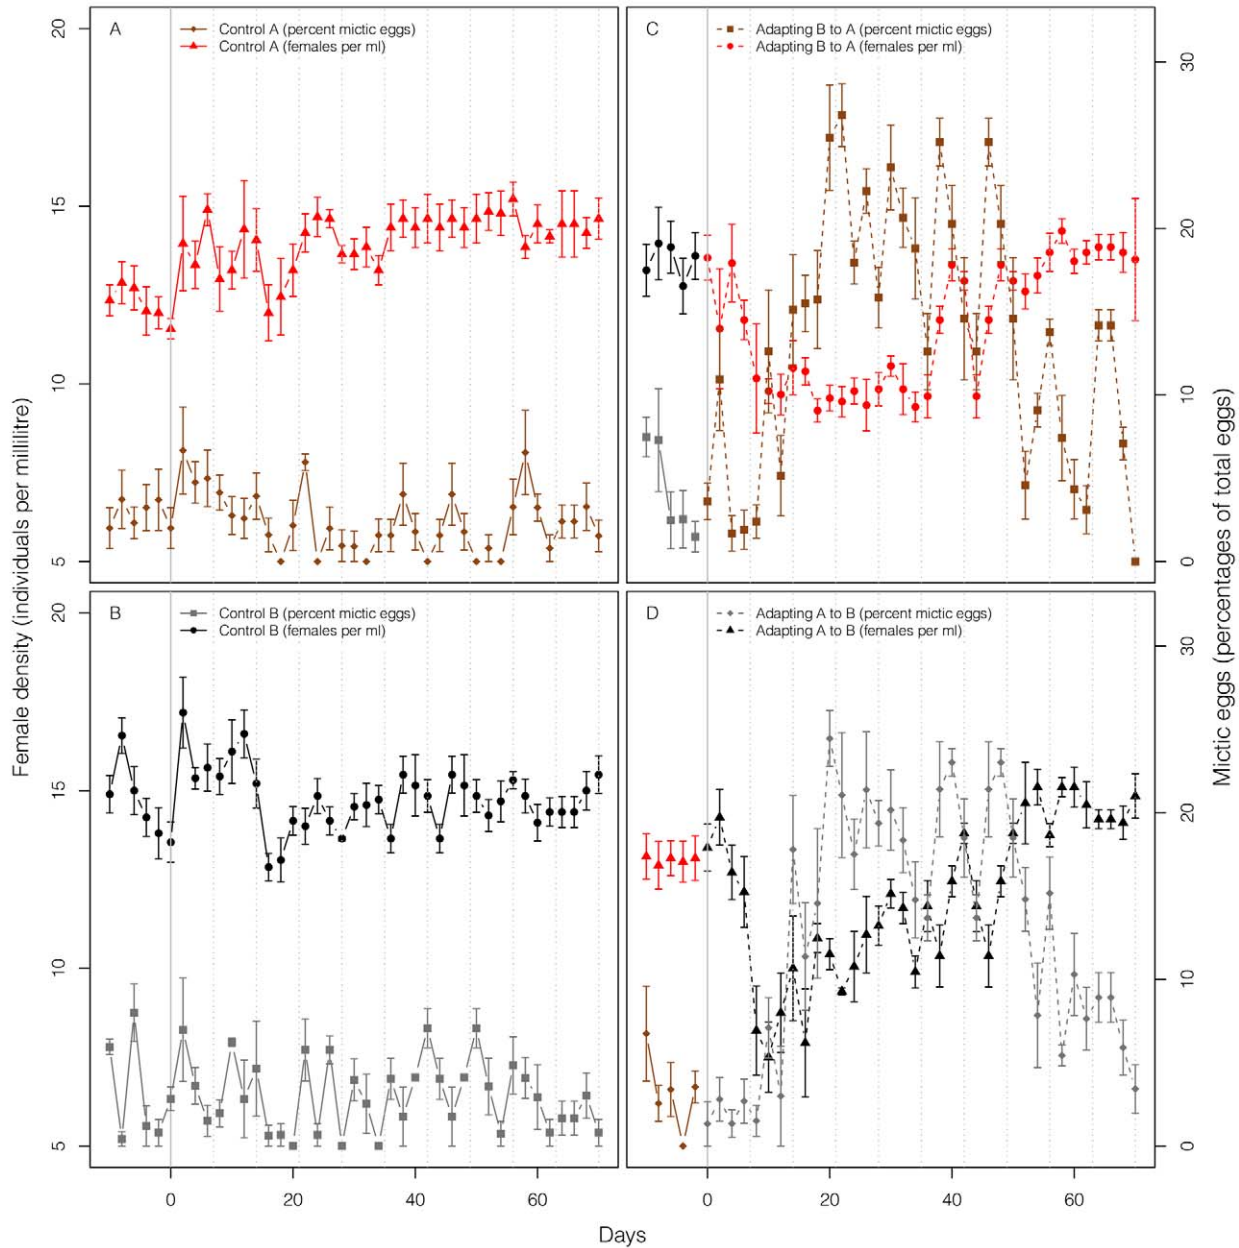 A
Control A (percent mictic eggs)
Control A (females per ml)
20
15
10
5
C
Adapting B to A (percent mictic eggs)
Adapting B to A (females per ml)
30
20
10
0
B
Control B (percent mictic eggs)
Control B (females per ml)
20
15
10
5
0 20 40 60
D
Adapting A to B (percent mictic eggs)
Adapting A to B (females per ml)
30
20
10
0
0 20 40 60
Female density (individuals per millilitre)
Mictic eggs (percentages of total eggs)
Days